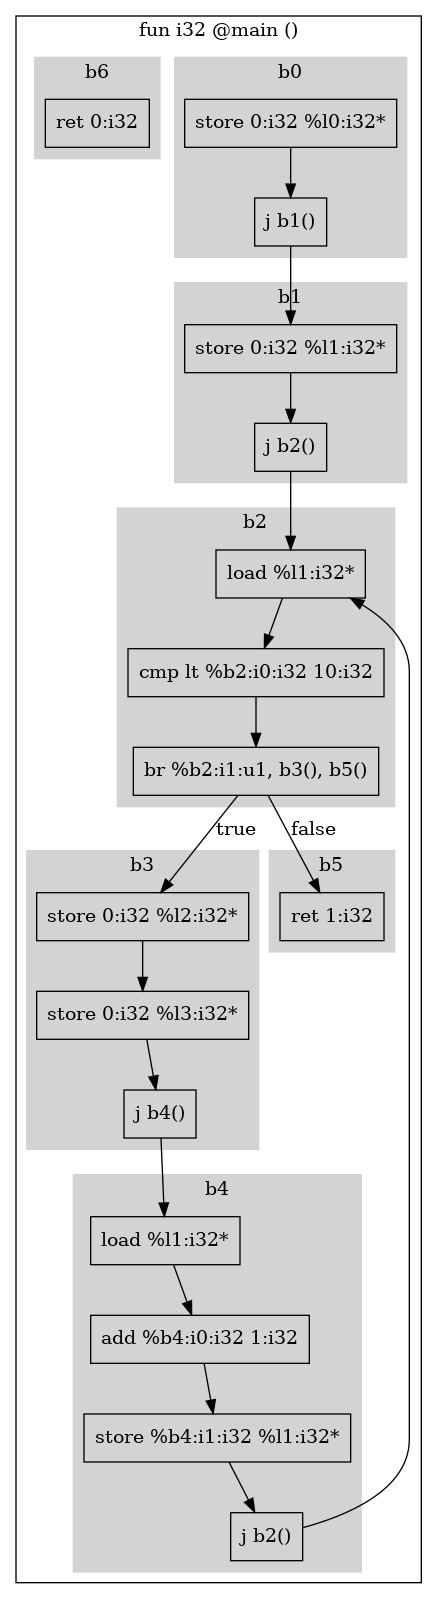 fun i32 @main ()
b6
ret 0:i32
b0
store 0:i32 %l0:i32*
j b1()
b1
store 0:i32 %l1:i32*
j b2()
b2
load %l1:i32*
cmp lt %b2:i0:i32 10:i32
br %b2:i1:u1, b3(), b5()
true
false
b3
store 0:i32 %l2:i32*
store 0:i32 %l3:i32*
j b4()
b5
ret 1:i32
b4
load %l1:i32*
add %b4:i0:i32 1:i32
store %b4:i1:i32 %l1:i32*
j b2()